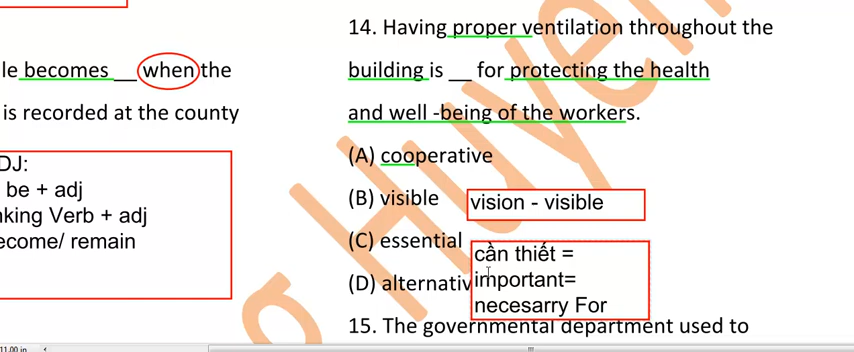 le becomes __ when the
is recorded at the county
DJ:
be + adj
nking Verb + adj
ecome/ remain
14. Having proper ventilation throughout the
building is __ for protecting the health
and well -being of the workers.
(A) cooperative
(B) visible
vision - visible
(C) essential
cần thiết =
important=
necesarry For
(D) alternativ
15. The governmental department used to
Huyen
g
11.00 in